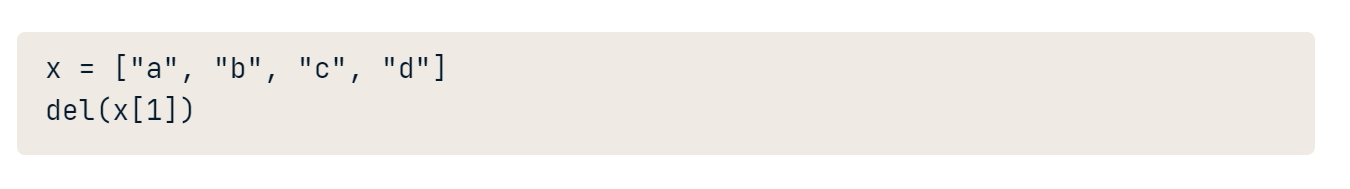 x = ["a", "b", "c", "d"]
del(x[1])